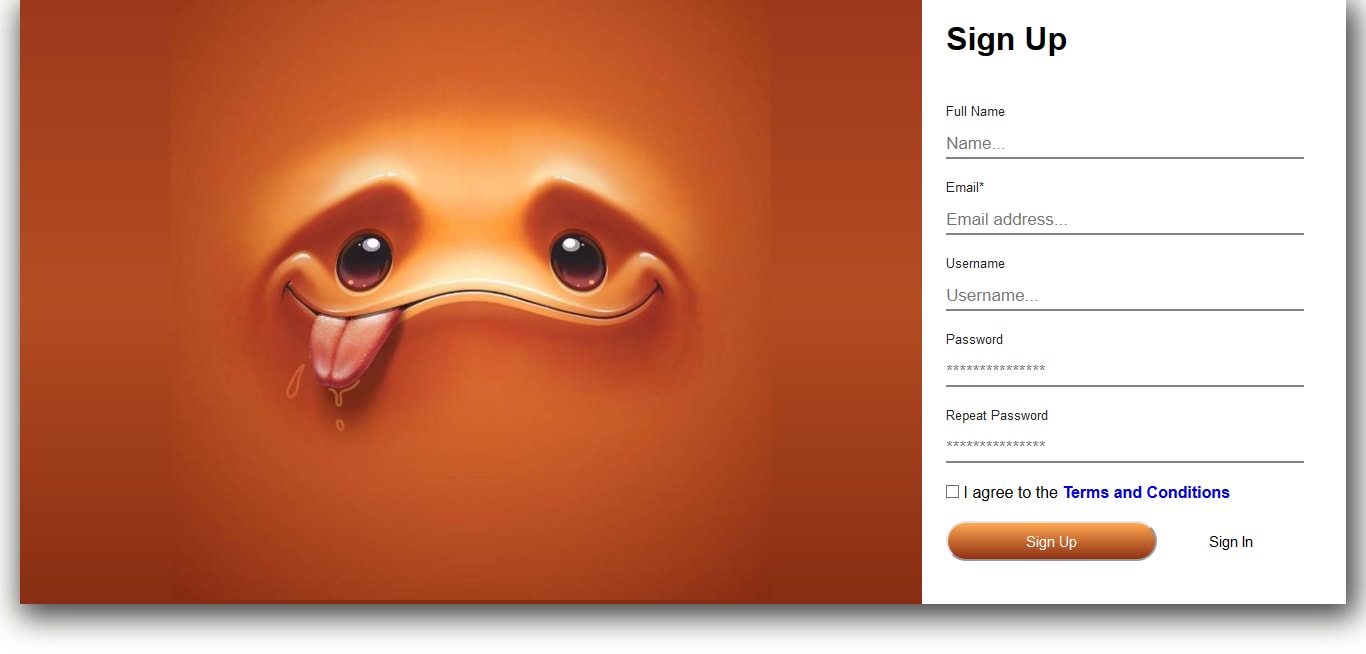 Sign Up
Full Name
Name...
Email*
Email address...
Username
Username...
Password
***************
Repeat Password
***************
I agree to the Terms and Conditions
Sign Up
Sign In